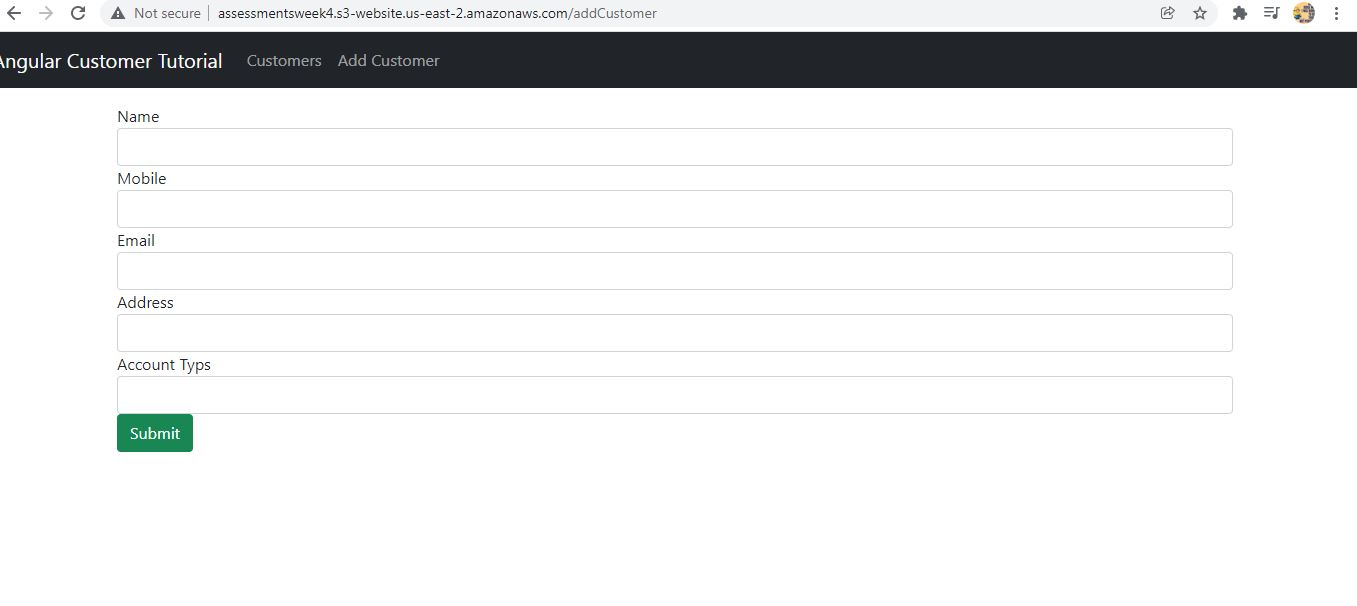 Not secure assessmentsweek4.s3-website.us-east-2.amazonaws.com/addCustomer
Angular Customer Tutorial Customers Add Customer
Name
Mobile
Email
Address
Account Typs
Submit